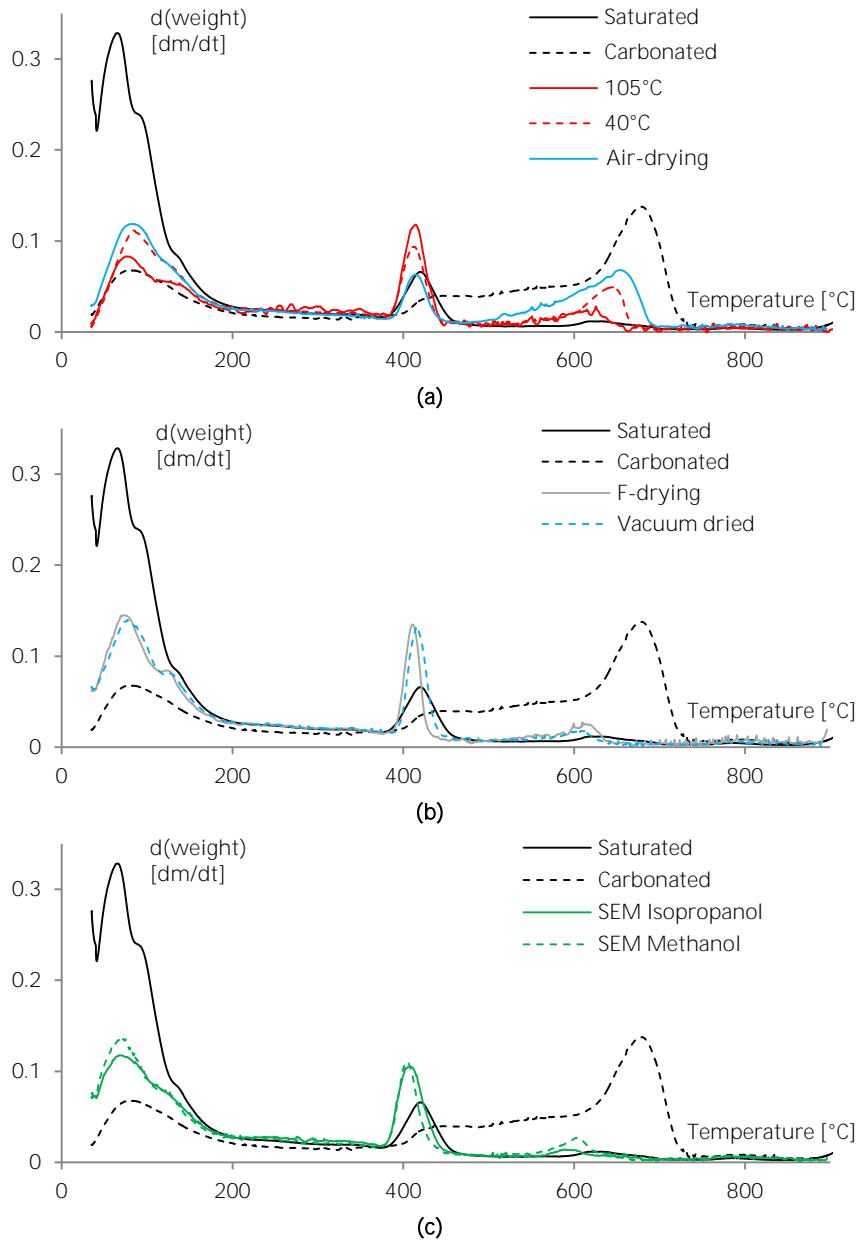 d(weight)
[dm/dt]
Saturated
Carbonated
105°C
40°C
Air-drying
0.3
0.2
0.1
0
Temperature [°C]
0
200
400
600
800
(a)
d(weight)
[dm/dt]
Saturated
Carbonated
F-drying
Vacuum dried
0.3
0.2
0.1
0
Temperature [°C]
0
200
400
600
800
(b)
d(weight)
[dm/dt]
Saturated
Carbonated
SEM Isopropanol
SEM Methanol
0.3
0.2
0.1
0
Temperature [°C]
0
200
400
600
800
(c)